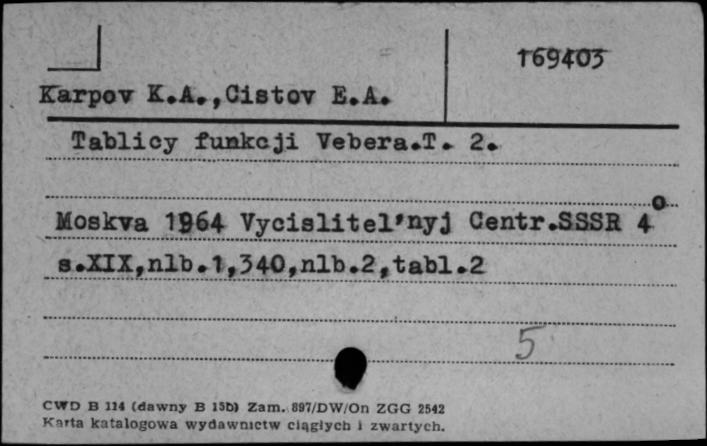 169403
Karpov K.A.,Cistov E.A.
Tablicy funkcji Vebera.T. 2.
Moskva 1964 Vycislitel'nyj Centr.SSSR 4°
s.XIX,nlb.1,340,nlb.2,tabl.2
5
CWD B 114 (dawny B 15b) Zam. 897/DW/On ZGG 2542
Karta katalogowa wydawnictw ciągłych i zwartych.